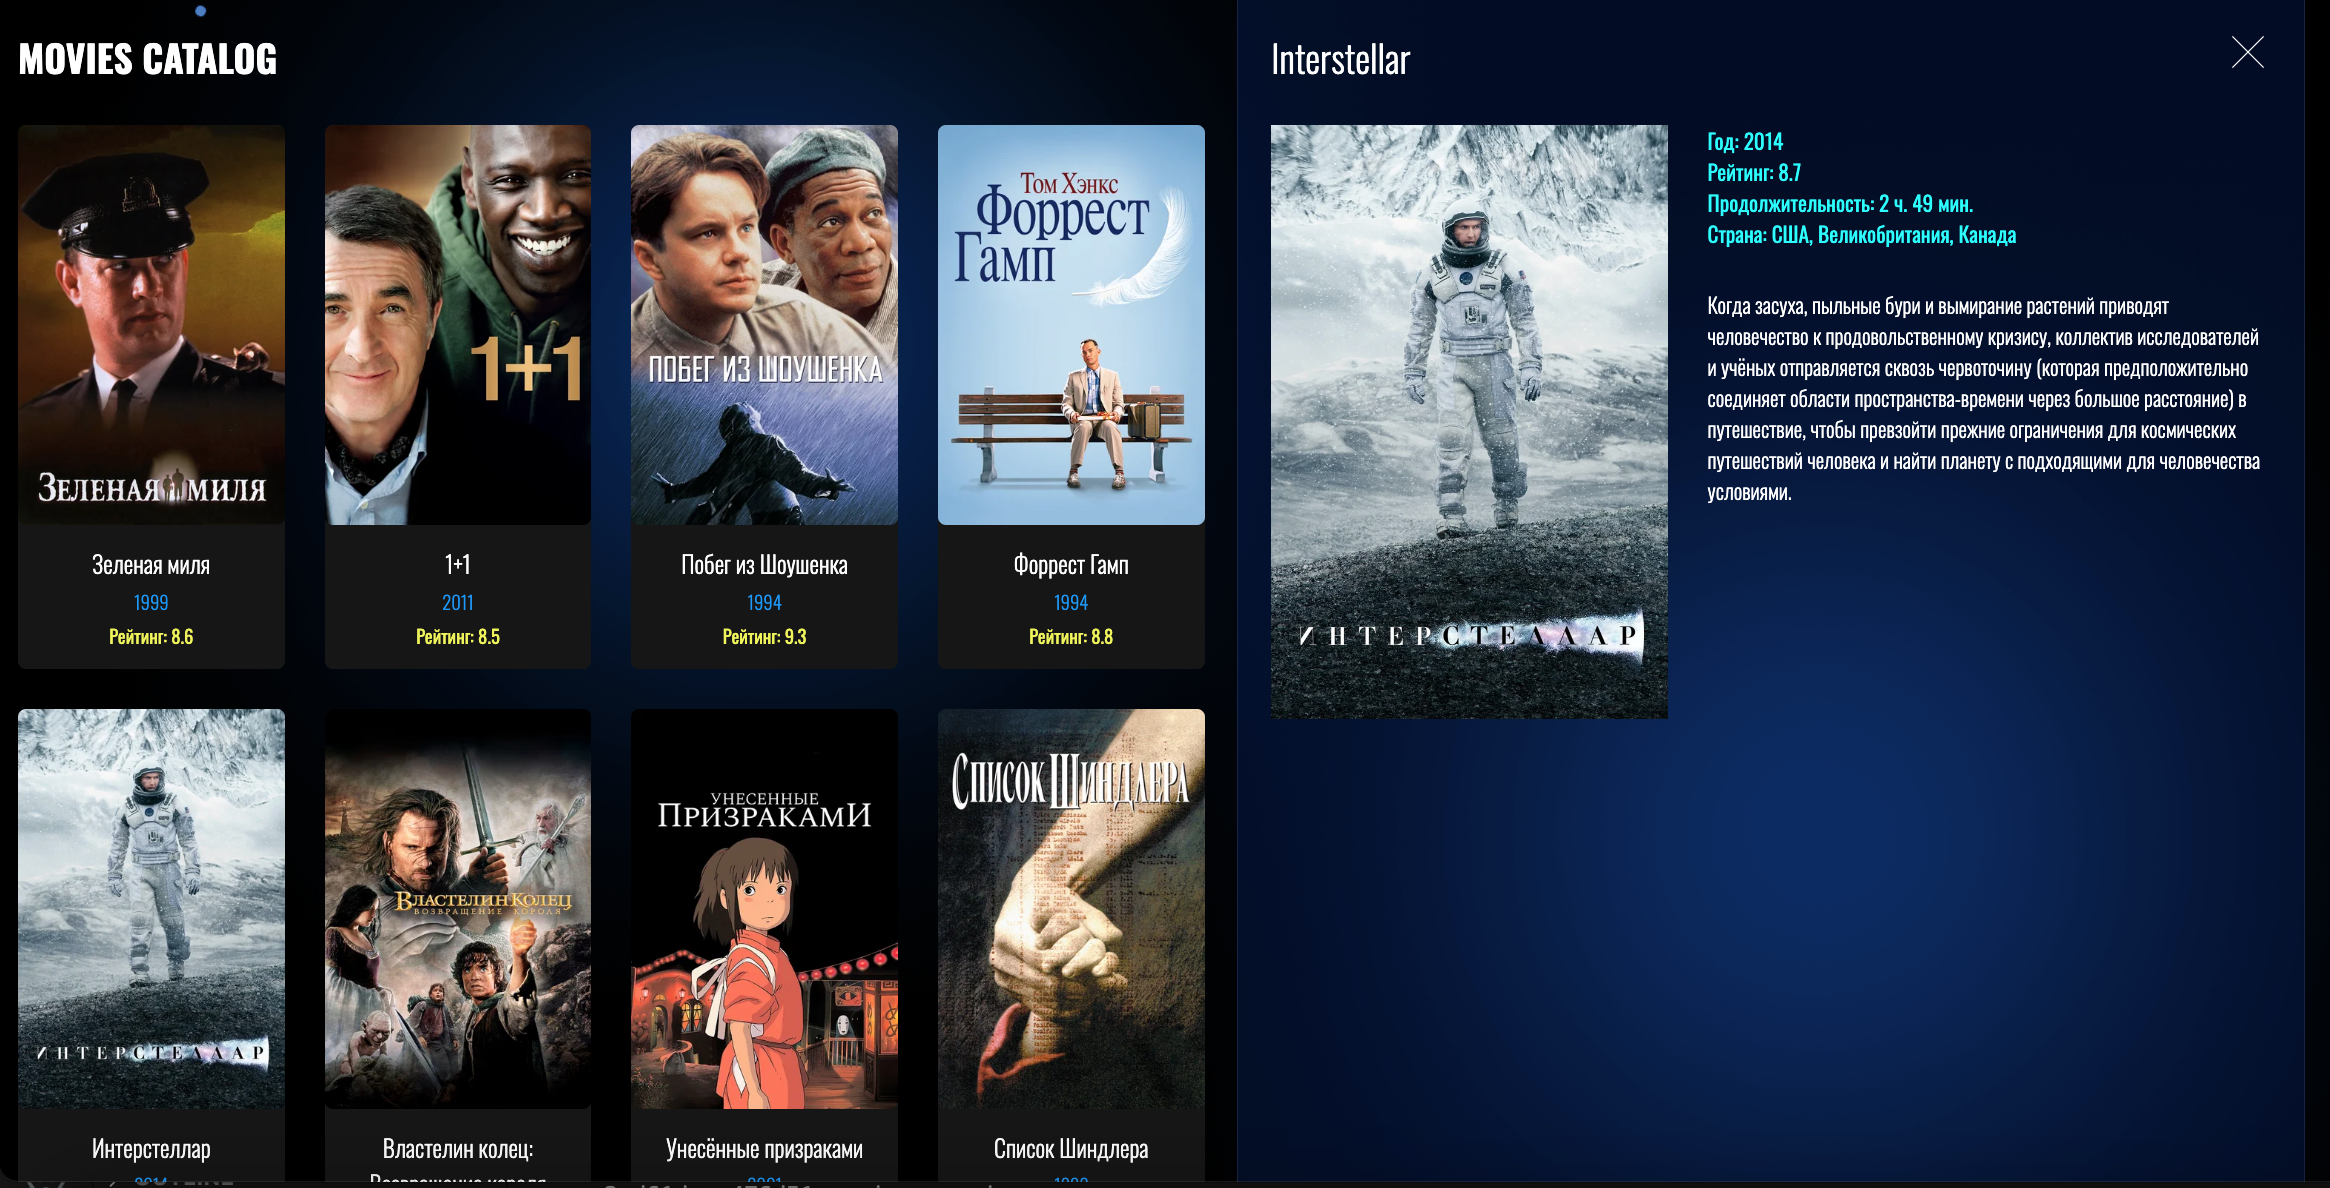 MOVIES CATALOG
ЗЕЛЕНАЯ МИЛЯ
Зеленая миля
1999
Рейтинг: 8.6
1+1
1+1
2011
Рейтинг: 8.5
ПОБЕГ ИЗ ШОУШЕНКА
Побег из Шоушенка
1994
Рейтинг: 9.3
Том Хэнкс
Форрест
Гамп
Форрест Гамп
1994
Рейтинг: 8.8
ИНТЕРСТЕЛЛАР
Интерстеллар
2014
ВЛАСТЕЛИН КОЛЕЦ
ВОЗВРАЩЕНИЕ КОРОЛЯ
Властелин колец:
Возвращение короля
УНЕСЕННЫЕ
ПРИЗРАКАМИ
Унесённые призраками
2001
СПИСОК ШИНДЛЕРА
Список Шиндлера
1993
Interstellar
ИНТЕРСТЕЛЛАР
Год: 2014
Рейтинг: 8.7
Продолжительность: 2 ч. 49 мин.
Страна: США, Великобритания, Канада
Когда засуха, пыльные бури и вымирание растений приводят
человечество к продовольственному кризису, коллектив исследователей
и учёных отправляется сквозь червоточину (которая предположительно
соединяет области пространства-времени через большое расстояние) в
путешествие, чтобы превзойти прежние ограничения для космических
путешествий человека и найти планету с подходящими для человечества
условиями.